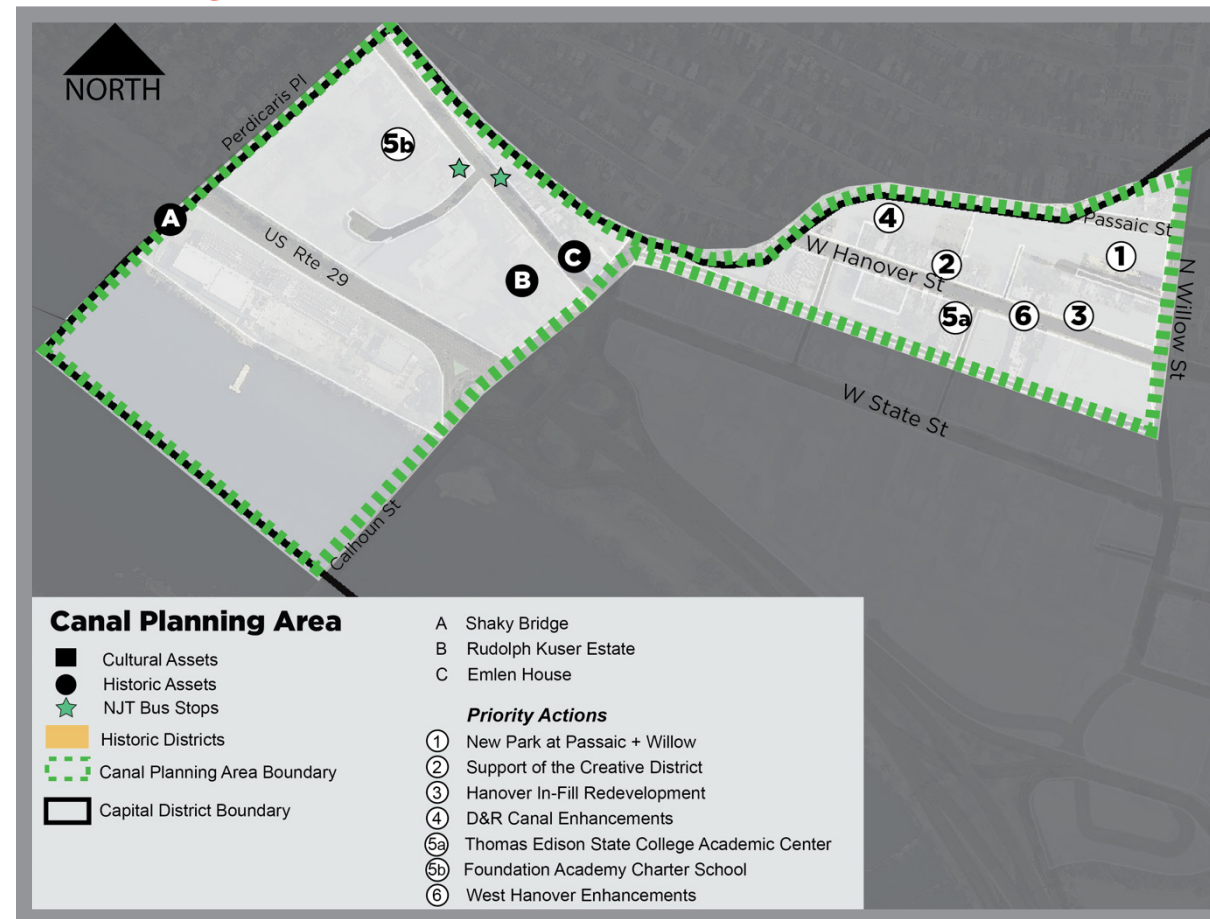 NORTH
Perdicaris Pl
5b
A
US Rte 29
B
C
4
Passaic St
W Hanover St
2
1
5a
6
3
N Willow St
W State St
Calhoun St
Canal Planning Area
Cultural Assets
Historic Assets
NJT Bus Stops
Historic Districts
Canal Planning Area Boundary
Capital District Boundary
A Shaky Bridge
B Rudolph Kuser Estate
C Emlen House
Priority Actions
1 New Park at Passaic + Willow
2 Support of the Creative District
3 Hanover In-Fill Redevelopment
4 D&R Canal Enhancements
5a Thomas Edison State College Academic Center
5b Foundation Academy Charter School
6 West Hanover Enhancements